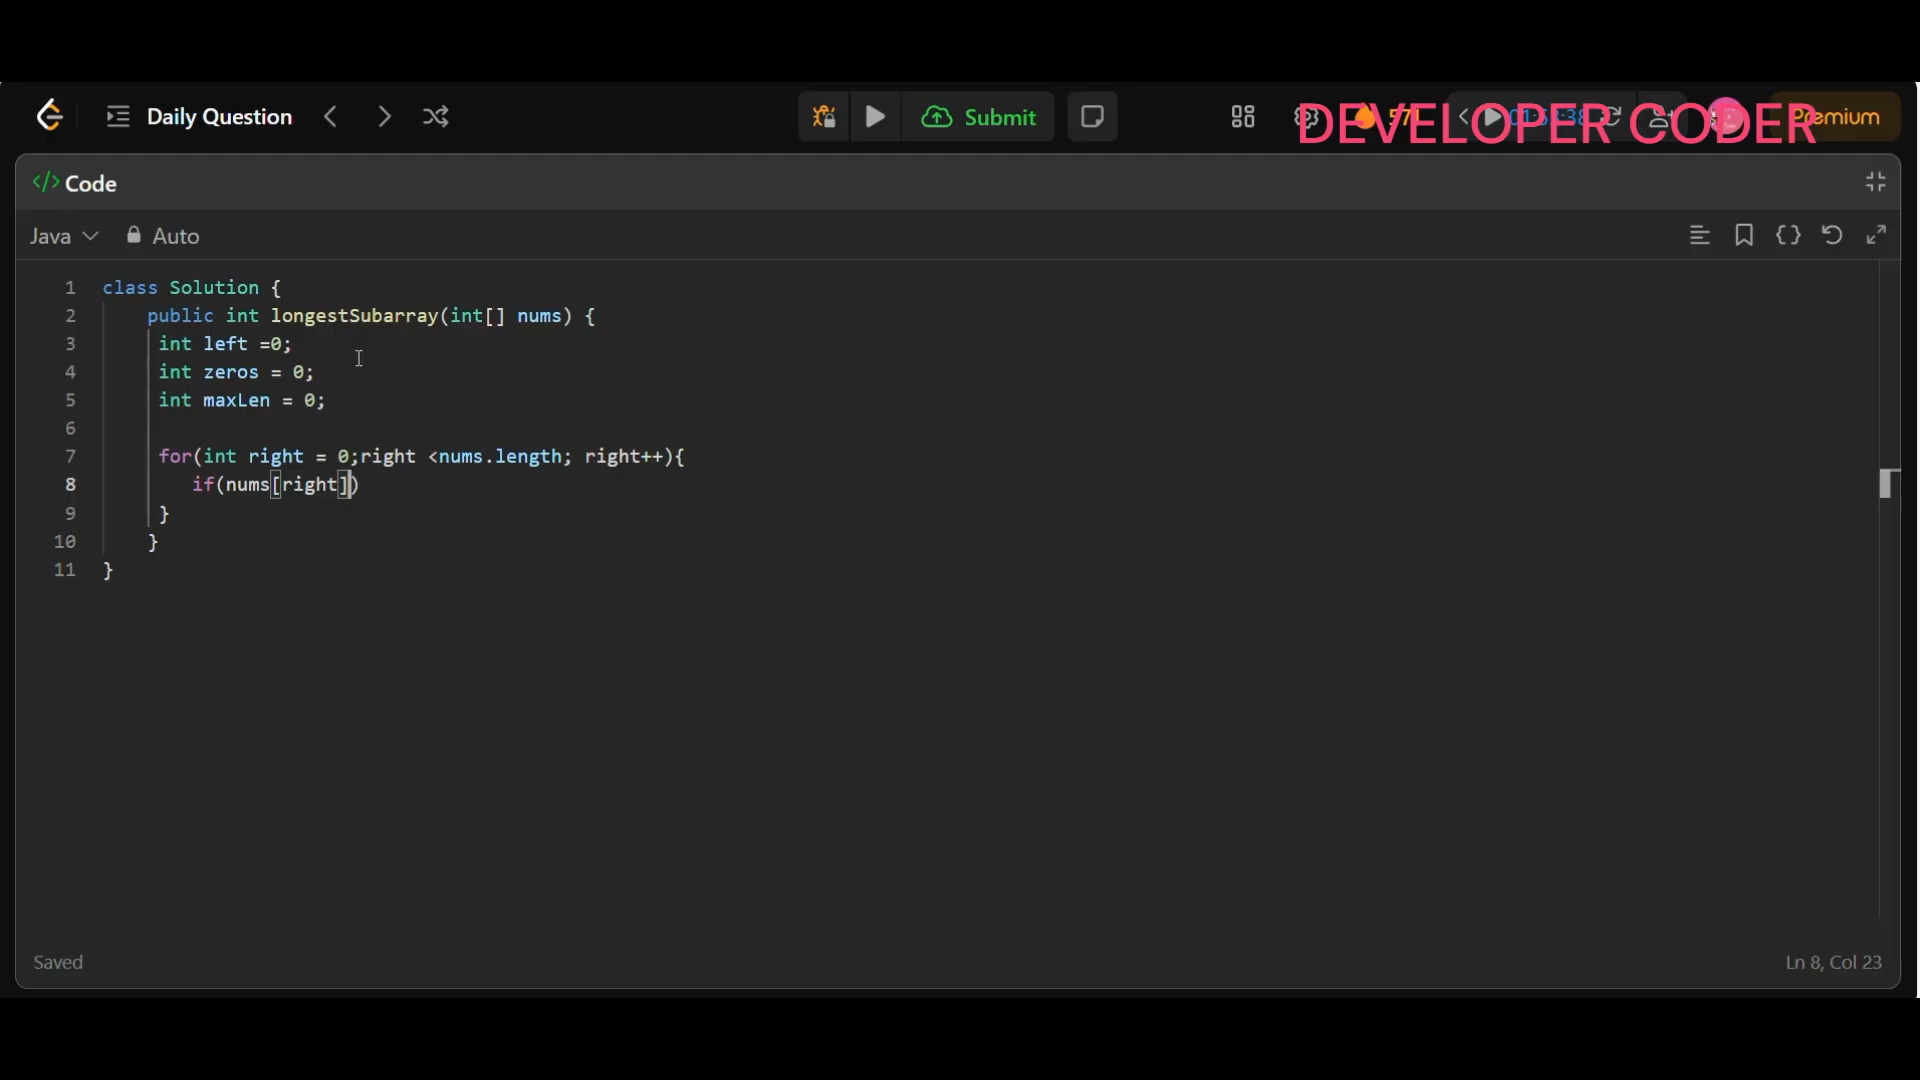 Daily Question
Submit
DEVELOPER CODER
Premium
</> Code
Java Auto
1 class Solution {
2 public int longestSubarray(int[] nums) {
3 int left =0;
4 int zeros = 0;
5 int maxLen = 0;
6
7 for(int right = 0;right <nums.length; right++){
8 if(nums[right])
9 }
10 }
11 }
Saved
Ln 8, Col 23